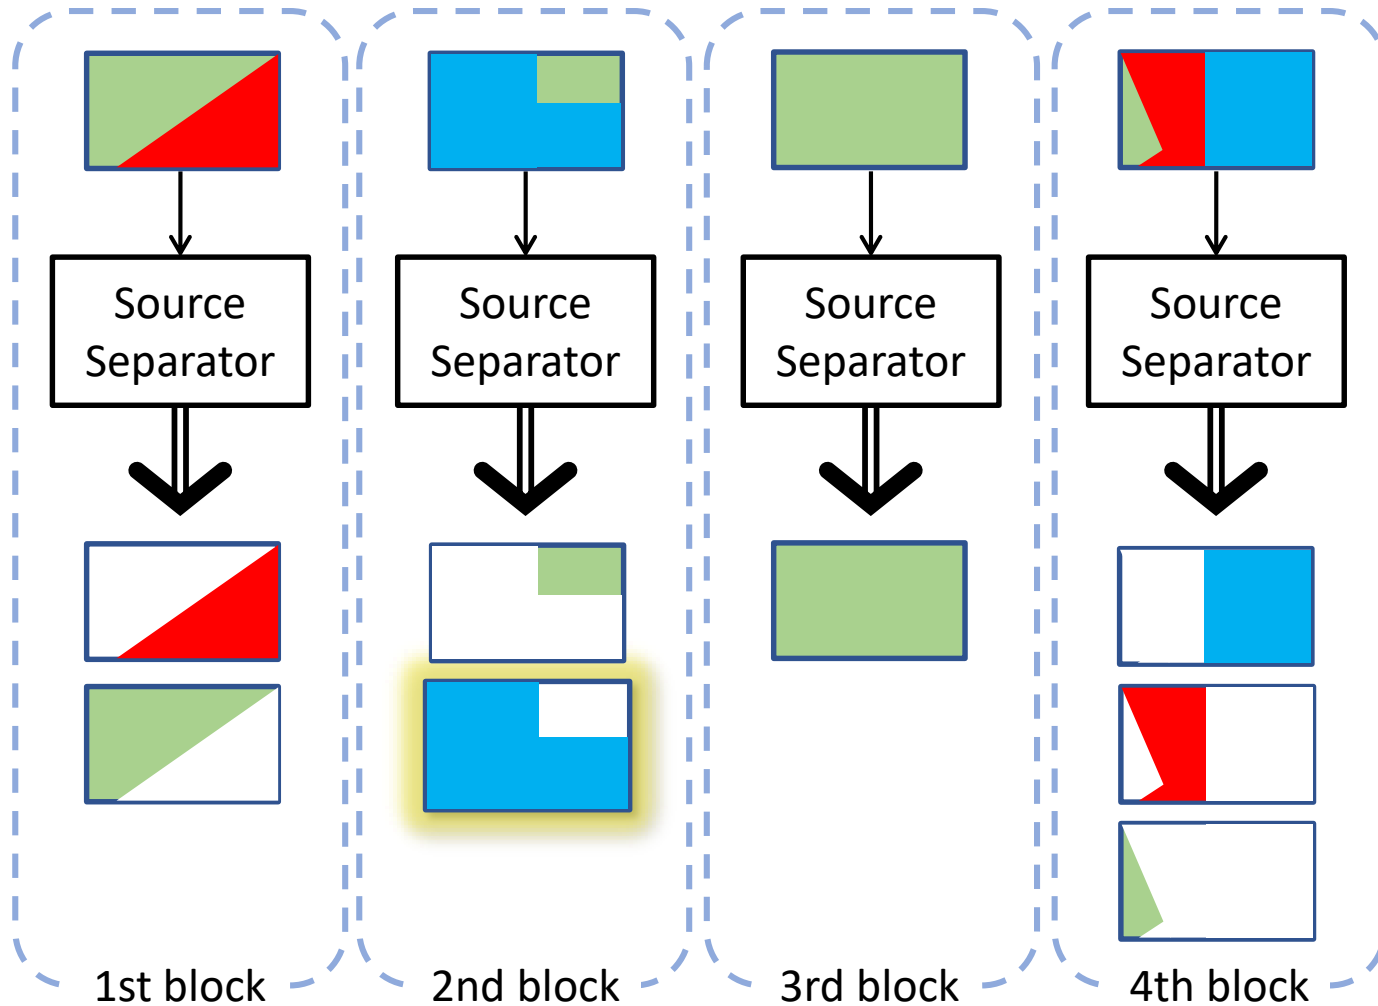 Source
Separator
Source
Separator
Source
Separator
Source
Separator
1st block
2nd block
3rd block
4th block